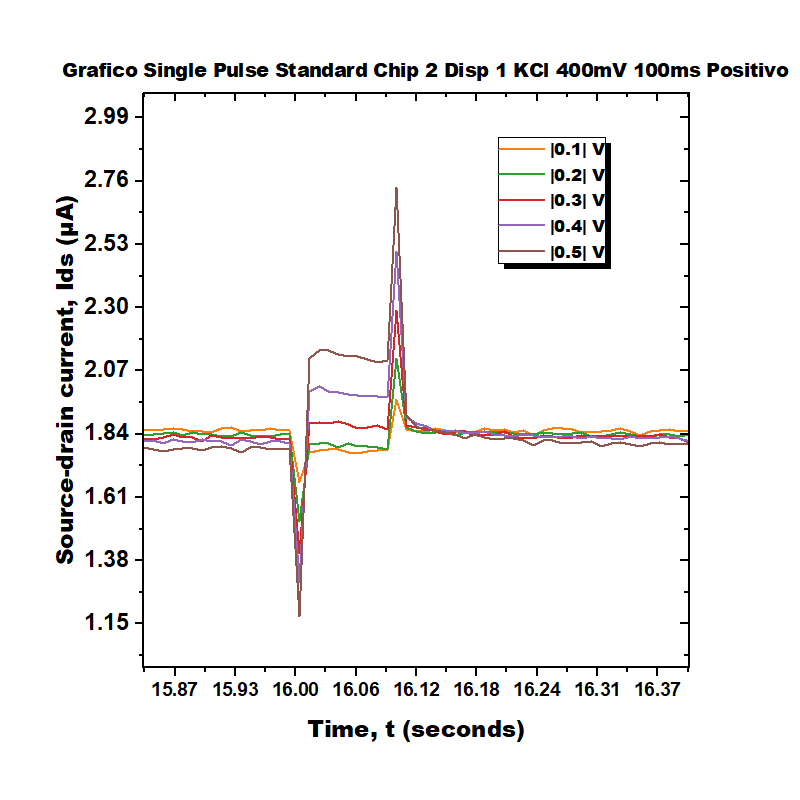 Grafico Single Pulse Standard Chip 2 Disp 1 KCl 400mV 100ms Positivo
2.99
2.76
2.53
2.30
2.07
1.84
1.61
1.38
1.15
Source-drain current, Ids (µA)
|0.1| V
|0.2| V
|0.3| V
|0.4| V
|0.5| V
15.87 15.93 16.00 16.06 16.12 16.18 16.24 16.31 16.37
Time, t (seconds)